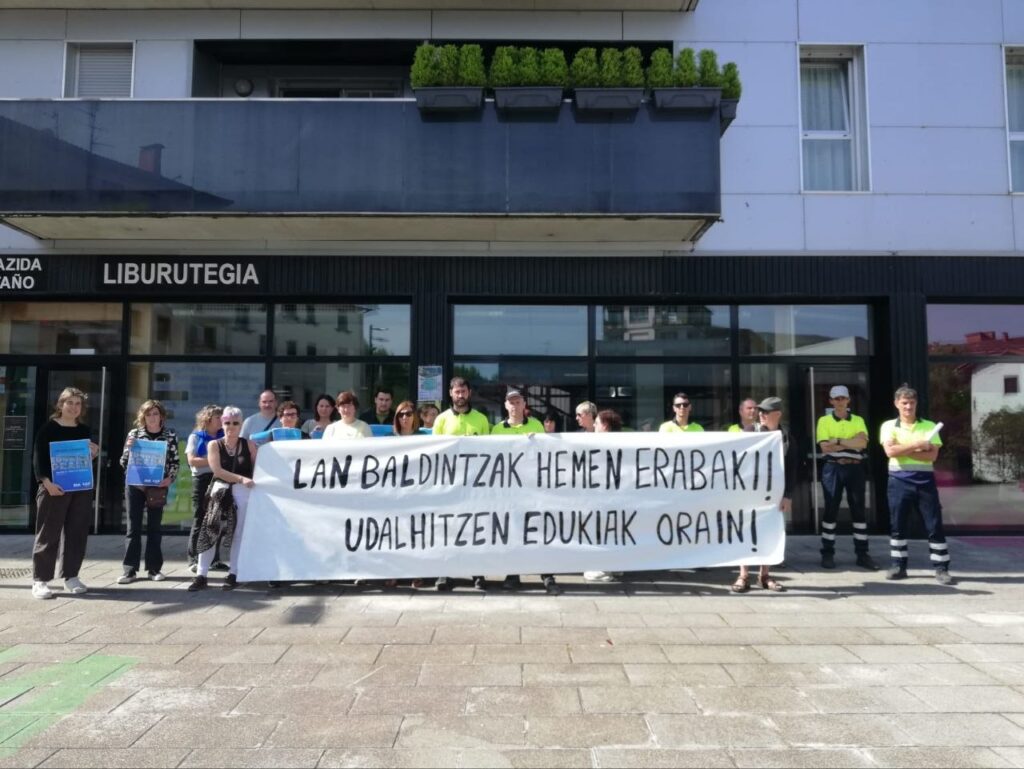 LIBURUTEGIA
LAN BALDINTZAK HEMEN ERABAKI!!
UDALHITZEN EDUKIAK ORAIN!